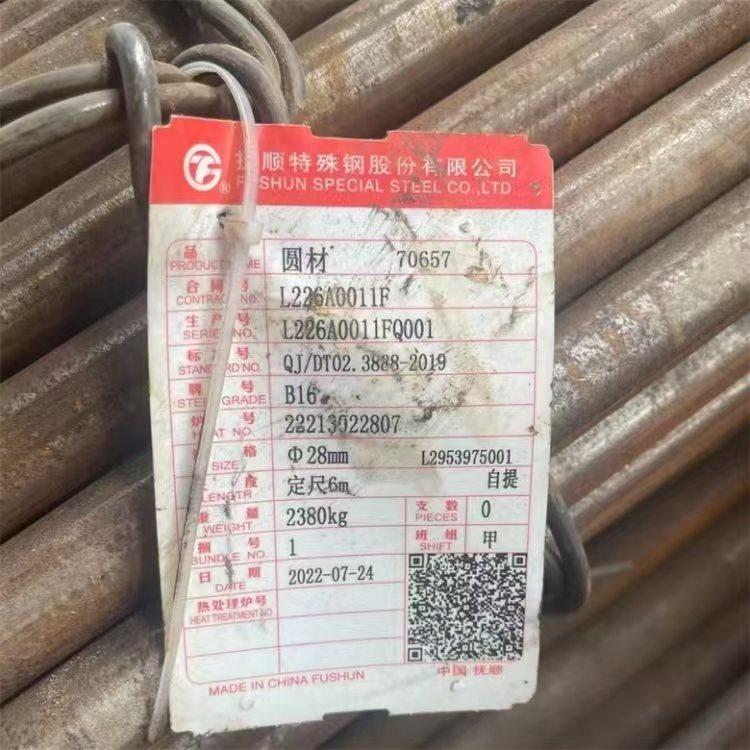 抚顺特殊钢股份有限公司
FUSHUN SPECIAL STEEL CO.,LTD
品 PRODUCT NAME 圆材 70657
合同号 CONTRACT NO. L226A0011F
生产号 SERIES NO. L226A0011FQ001
标 号 STANDARD NO. QJ/DT02.3888-2019
牌 号 STEEL GRADE B16
炉 号 HEAT NO. 22213922807
格 SIZE Φ28mm L2953975001
度 LENGTH 定尺6m 自提
重 量 WEIGHT 2380kg 支数 PIECES 0
捆 号 BUNDLE NO. 1 班组 SHIFT 甲
日 期 DATE 2022-07-24
热处理炉号 HEAT TREATMENT NO
MADE IN CHINA FUSHUN 中国 抚顺